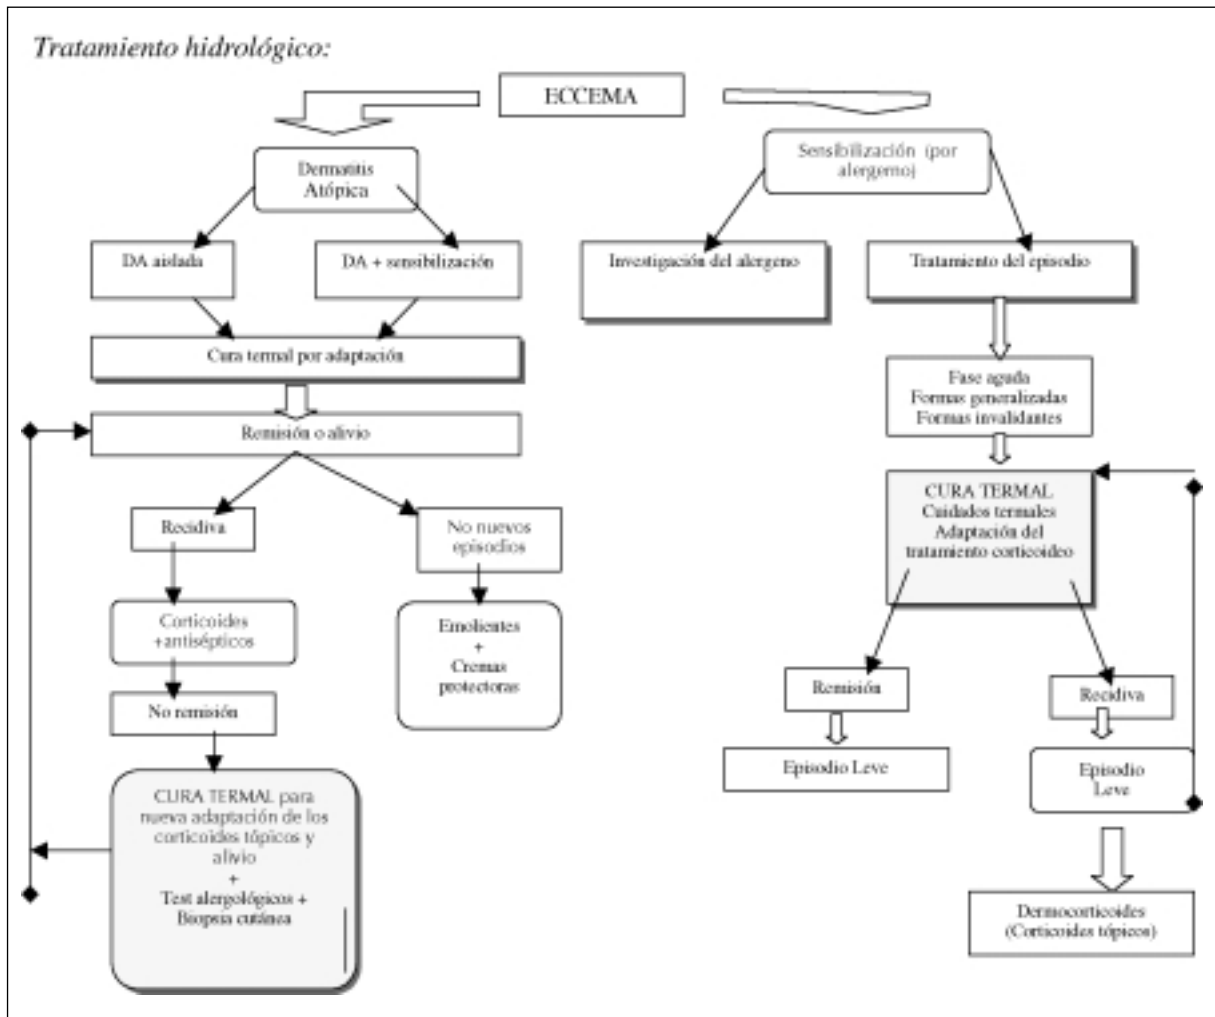 Tratamiento hidrológico:
ECCEMA
Dermatitis
Atópica
Sensibilización (por
alergerno)
DA aislada
DA + sensibilización
Investigación del alergeno
Tratamiento del episodio
Cura termal por adaptación
Fase aguda
Formas generalizadas
Formas invalidantes
Remisión o alivio
CURA TERMAL
Cuidados termales
Adaptación del
tratamiento corticoideo
Recidiva
No nuevos
episodios
Corticoides
+antisépticos
Emolientes
+
Cremas
protectoras
Remisión
Recidiva
No remisión
Episodio Leve
Episodio
Leve
CURA TERMAL para
nueva adaptación de los
corticoides tópicos y
alivio
+
Test alergológicos +
Biopsia cutánea
Dermocorticoides
(Corticoides tópicos)